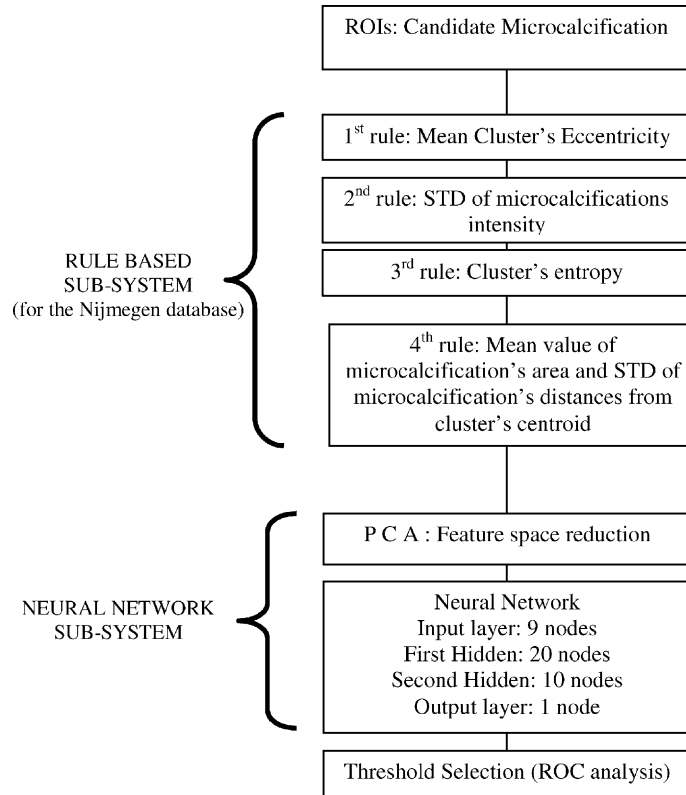 ROIs: Candidate Microcalcification
1st rule: Mean Cluster's Eccentricity
2nd rule: STD of microcalcifications
intensity
3rd rule: Cluster's entropy
4th rule: Mean value of
microcalcification's area and STD of
microcalcification's distances from
cluster's centroid
RULE BASED
SUB-SYSTEM
(for the Nijmegen database)
P C A : Feature space reduction
Neural Network
Input layer: 9 nodes
First Hidden: 20 nodes
Second Hidden: 10 nodes
Output layer: 1 node
NEURAL NETWORK
SUB-SYSTEM
Threshold Selection (ROC analysis)